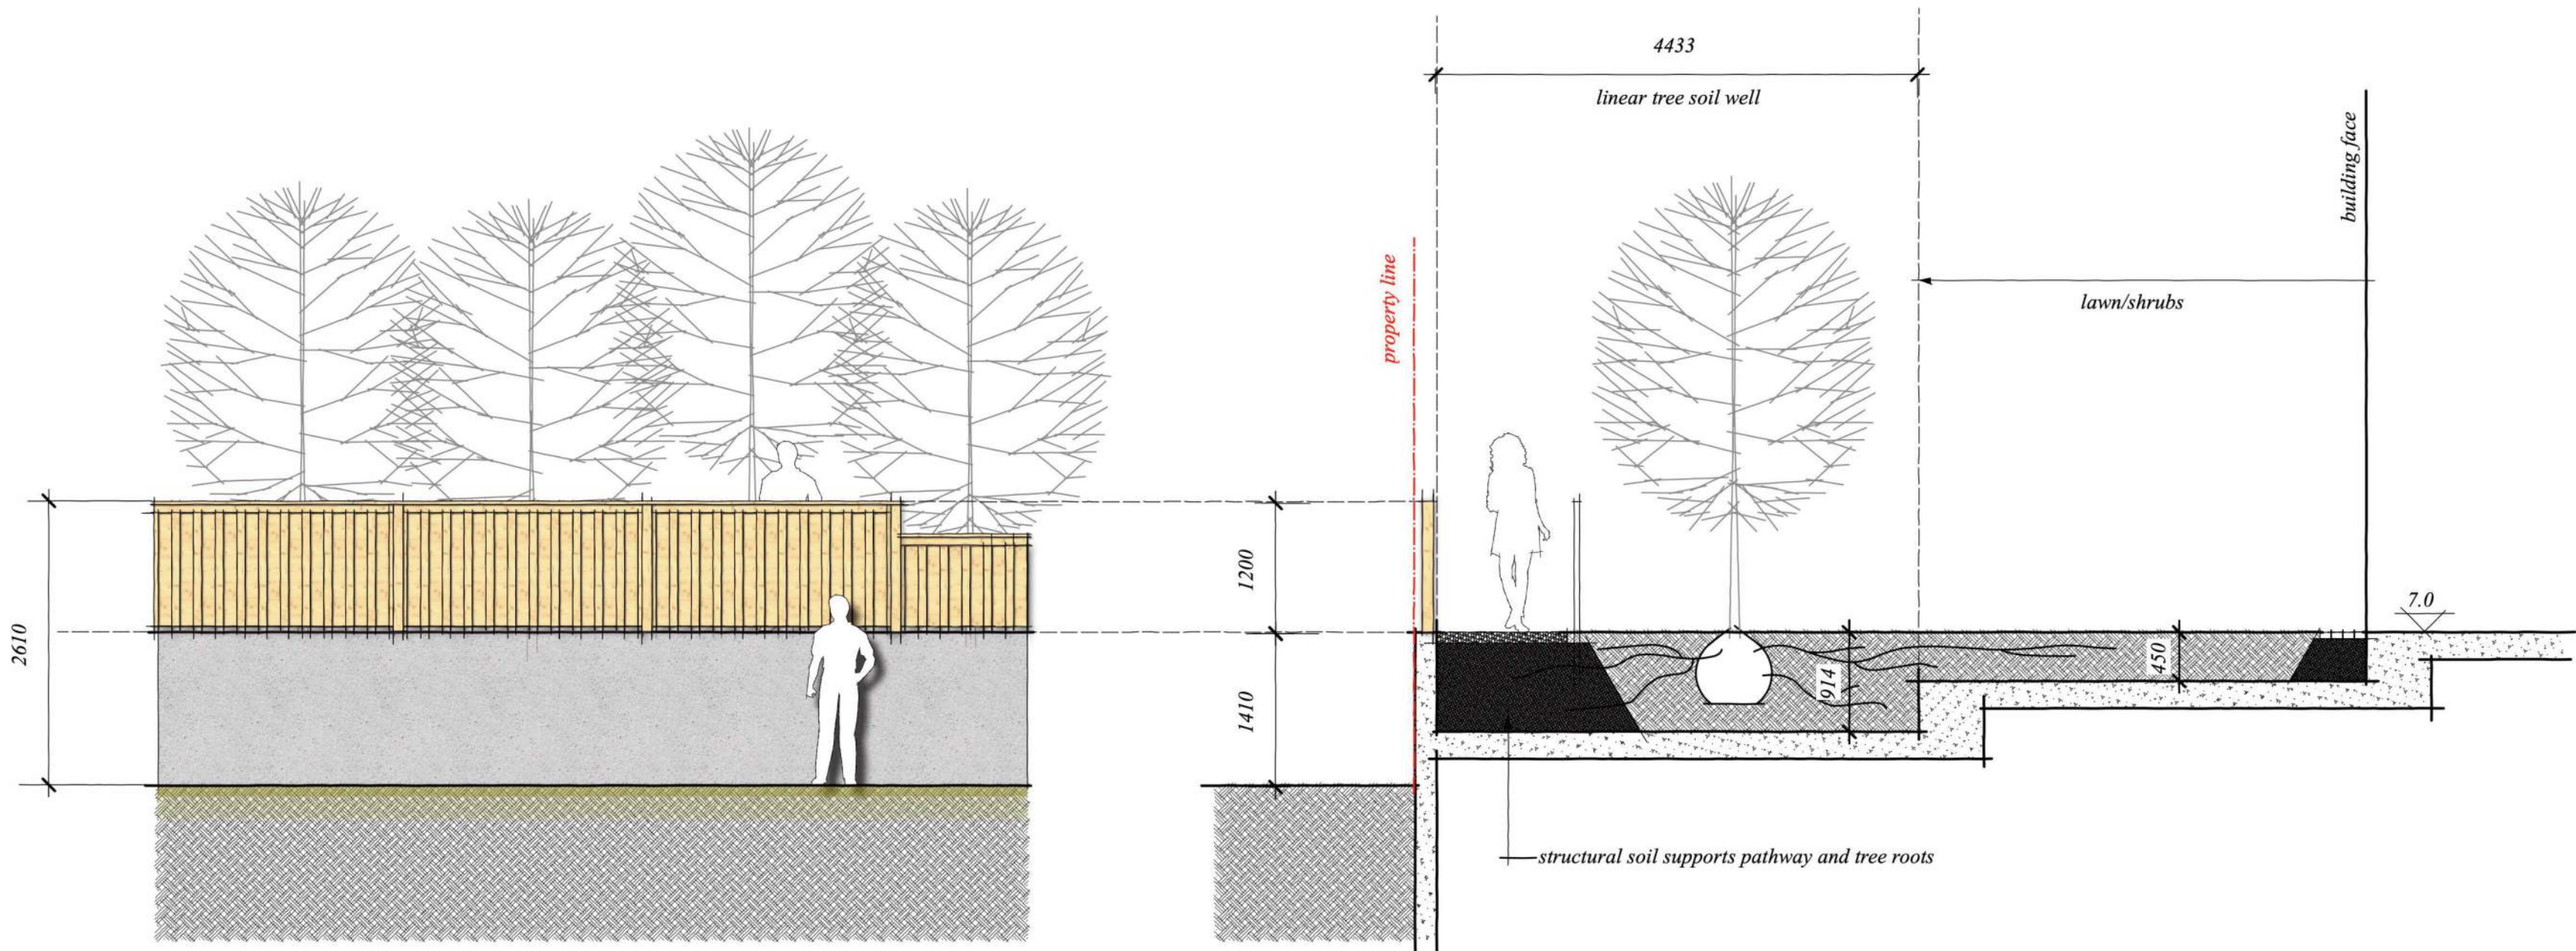 4433
linear tree soil well
building face
property line
lawn/shrubs
2610
1200
1410
7.0
914
450
structural soil supports pathway and tree roots